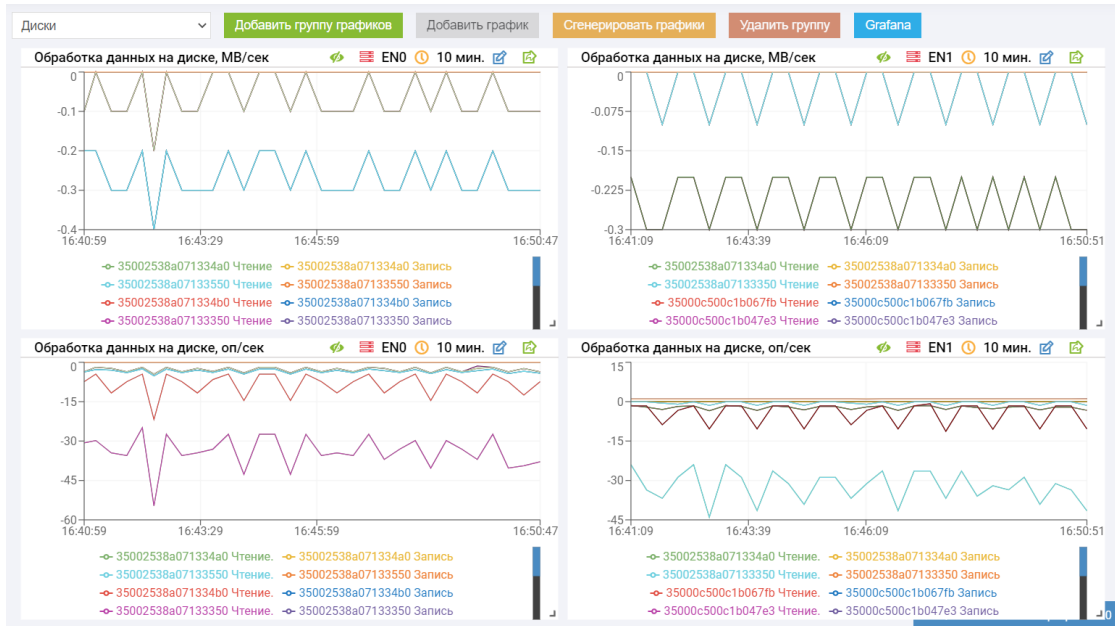 Диски Добавить группу графиков Добавить график Сгенерировать графики Удалить группу Grafana
Обработка данных на диске, MB/сек EN0 10 мин.
0
-0.1
-0.2
-0.3
-0.4
16:40:59 16:43:29 16:45:59 16:50:47
35002538a071334a0 Чтение 35002538a071334a0 Запись
35002538a07133550 Чтение 35002538a07133550 Запись
35002538a071334b0 Чтение 35002538a071334b0 Запись
35002538a07133350 Чтение 35002538a07133350 Запись
Обработка данных на диске, MB/сек EN1 10 мин.
0
-0.075
-0.15
-0.225
-0.3
16:41:09 16:43:39 16:46:09 16:50:51
35002538a071334a0 Чтение 35002538a071334a0 Запись
35002538a07133350 Чтение 35002538a07133350 Запись
35000c500c1b067fb Чтение 35000c500c1b067fb Запись
35000c500c1b047e3 Чтение 35000c500c1b047e3 Запись
Обработка данных на диске, оп/сек EN0 10 мин.
0
-15
-30
-45
-60
16:40:59 16:43:29 16:45:59 16:50:47
35002538a071334a0 Чтение. 35002538a071334a0 Запись
35002538a07133550 Чтение. 35002538a07133550 Запись
35002538a071334b0 Чтение. 35002538a071334b0 Запись
35002538a07133350 Чтение. 35002538a07133350 Запись
Обработка данных на диске, оп/сек EN1 10 мин.
15
0
-15
-30
-45
16:41:09 16:43:39 16:46:09 16:50:51
35002538a071334a0 Чтение. 35002538a071334a0 Запись
35002538a07133350 Чтение. 35002538a07133350 Запись
35000c500c1b067fb Чтение. 35000c500c1b067fb Запись
35000c500c1b047e3 Чтение. 35000c500c1b047e3 Запись